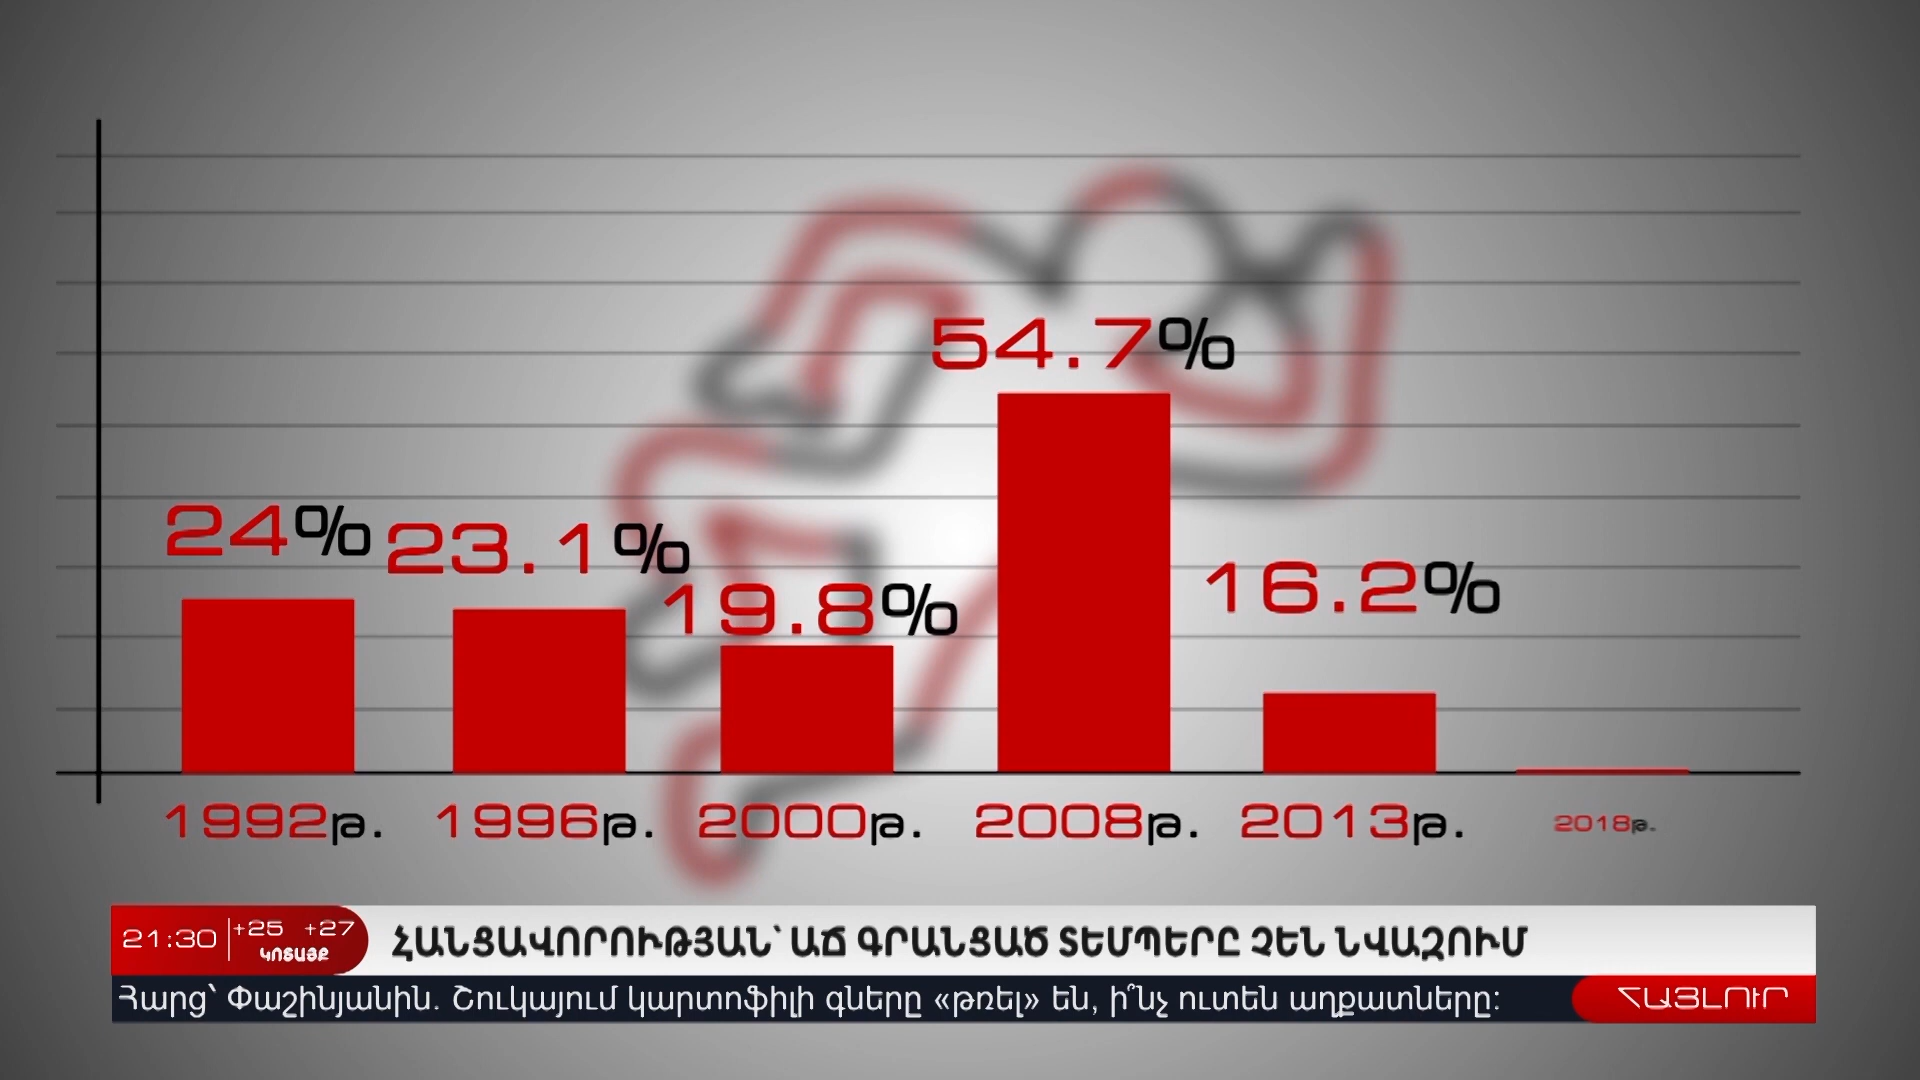 54.7%
24% 23.1%
19.8% 16.2%
1992թ. 1996թ. 2000թ. 2008թ. 2013թ. 2018թ.
21:30 +25 +27
ԿՈՏԱՅՔ
ՀԱՆՑԱՎՈՐՈՒԹՅԱՆ՝ ԱՃ ԳՐԱՆՑԱԾ ՏԵՄՊԵՐԸ ՉԵՆ ՆՎԱԶՈՒՄ
Հարց՝ Փաշինյանին. Շուկայում կարտոֆիլի գները «թռել» են, ի՞նչ ուտեն աղքատները:
ՀԱՅԼՈՒՐ